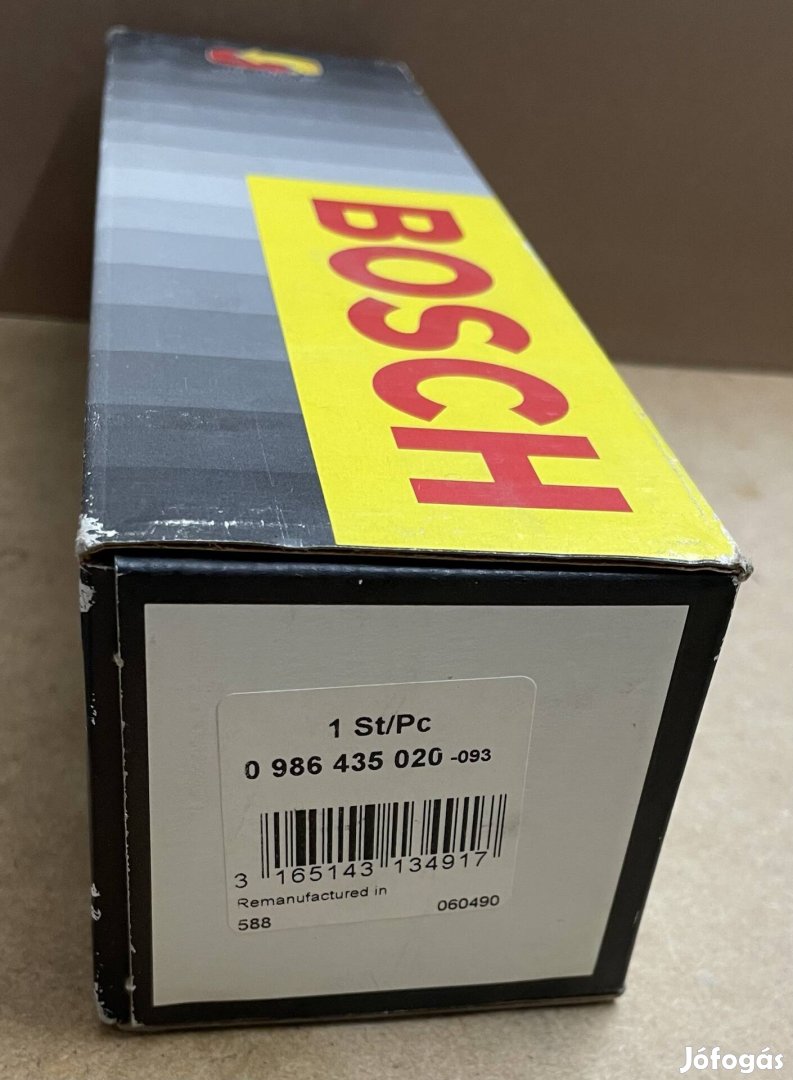 BOSCH
1 St/Pc
0 986 435 020 -093
3 165143 134917
Remanufactured in
588 060490
Jófogás